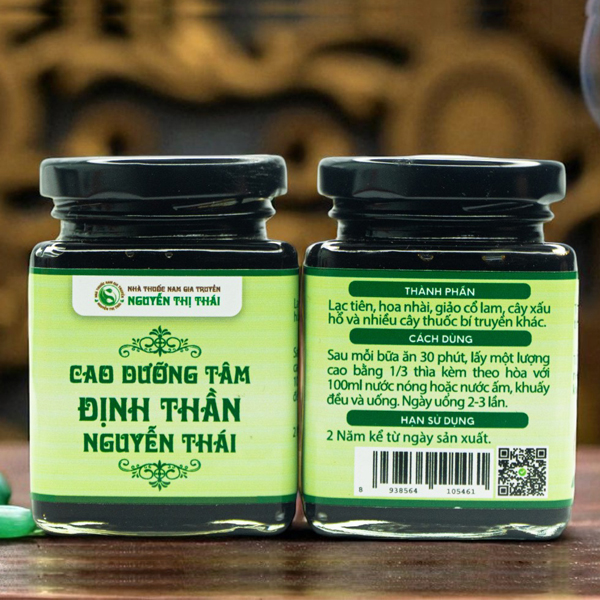 NHÀ THUỐC NAM GIA TRUYỀN
NGUYỄN THỊ THÁI
CAO DƯỠNG TÂM
ĐỊNH THẦN
NGUYỄN THÁI
THÀNH PHẦN
Lạc tiên, hoa nhài, giảo cổ lam, cây xấu
hổ và nhiều cây thuốc bí truyền khác.
CÁCH DÙNG
Sau mỗi bữa ăn 30 phút, lấy một lượng
cao bằng 1/3 thìa kèm theo hòa với
100ml nước nóng hoặc nước ấm, khuấy
đều và uống. Ngày uống 2-3 lần.
HẠN SỬ DỤNG
2 Năm kể từ ngày sản xuất.
8 938564 105461